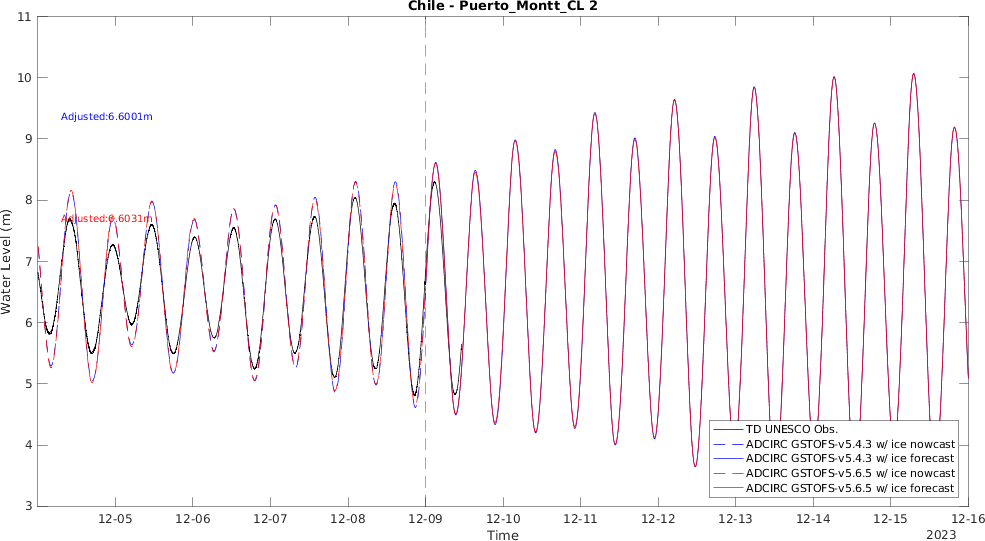 Chile - Puerto_Montt_CL 2
11
10
9
8
7
6
5
4
3
Water Level (m)
Adjusted:6.6001m
Adjusted:6.6031m
TD UNESCO Obs.
ADCIRC GSTOFS-v5.4.3 w/ ice nowcast
ADCIRC GSTOFS-v5.4.3 w/ ice forecast
ADCIRC GSTOFS-v5.6.5 w/ ice nowcast
ADCIRC GSTOFS-v5.6.5 w/ ice forecast
12-05 12-06 12-07 12-08 12-09 12-10 12-11 12-12 12-13 12-14 12-15 12-16
Time
2023